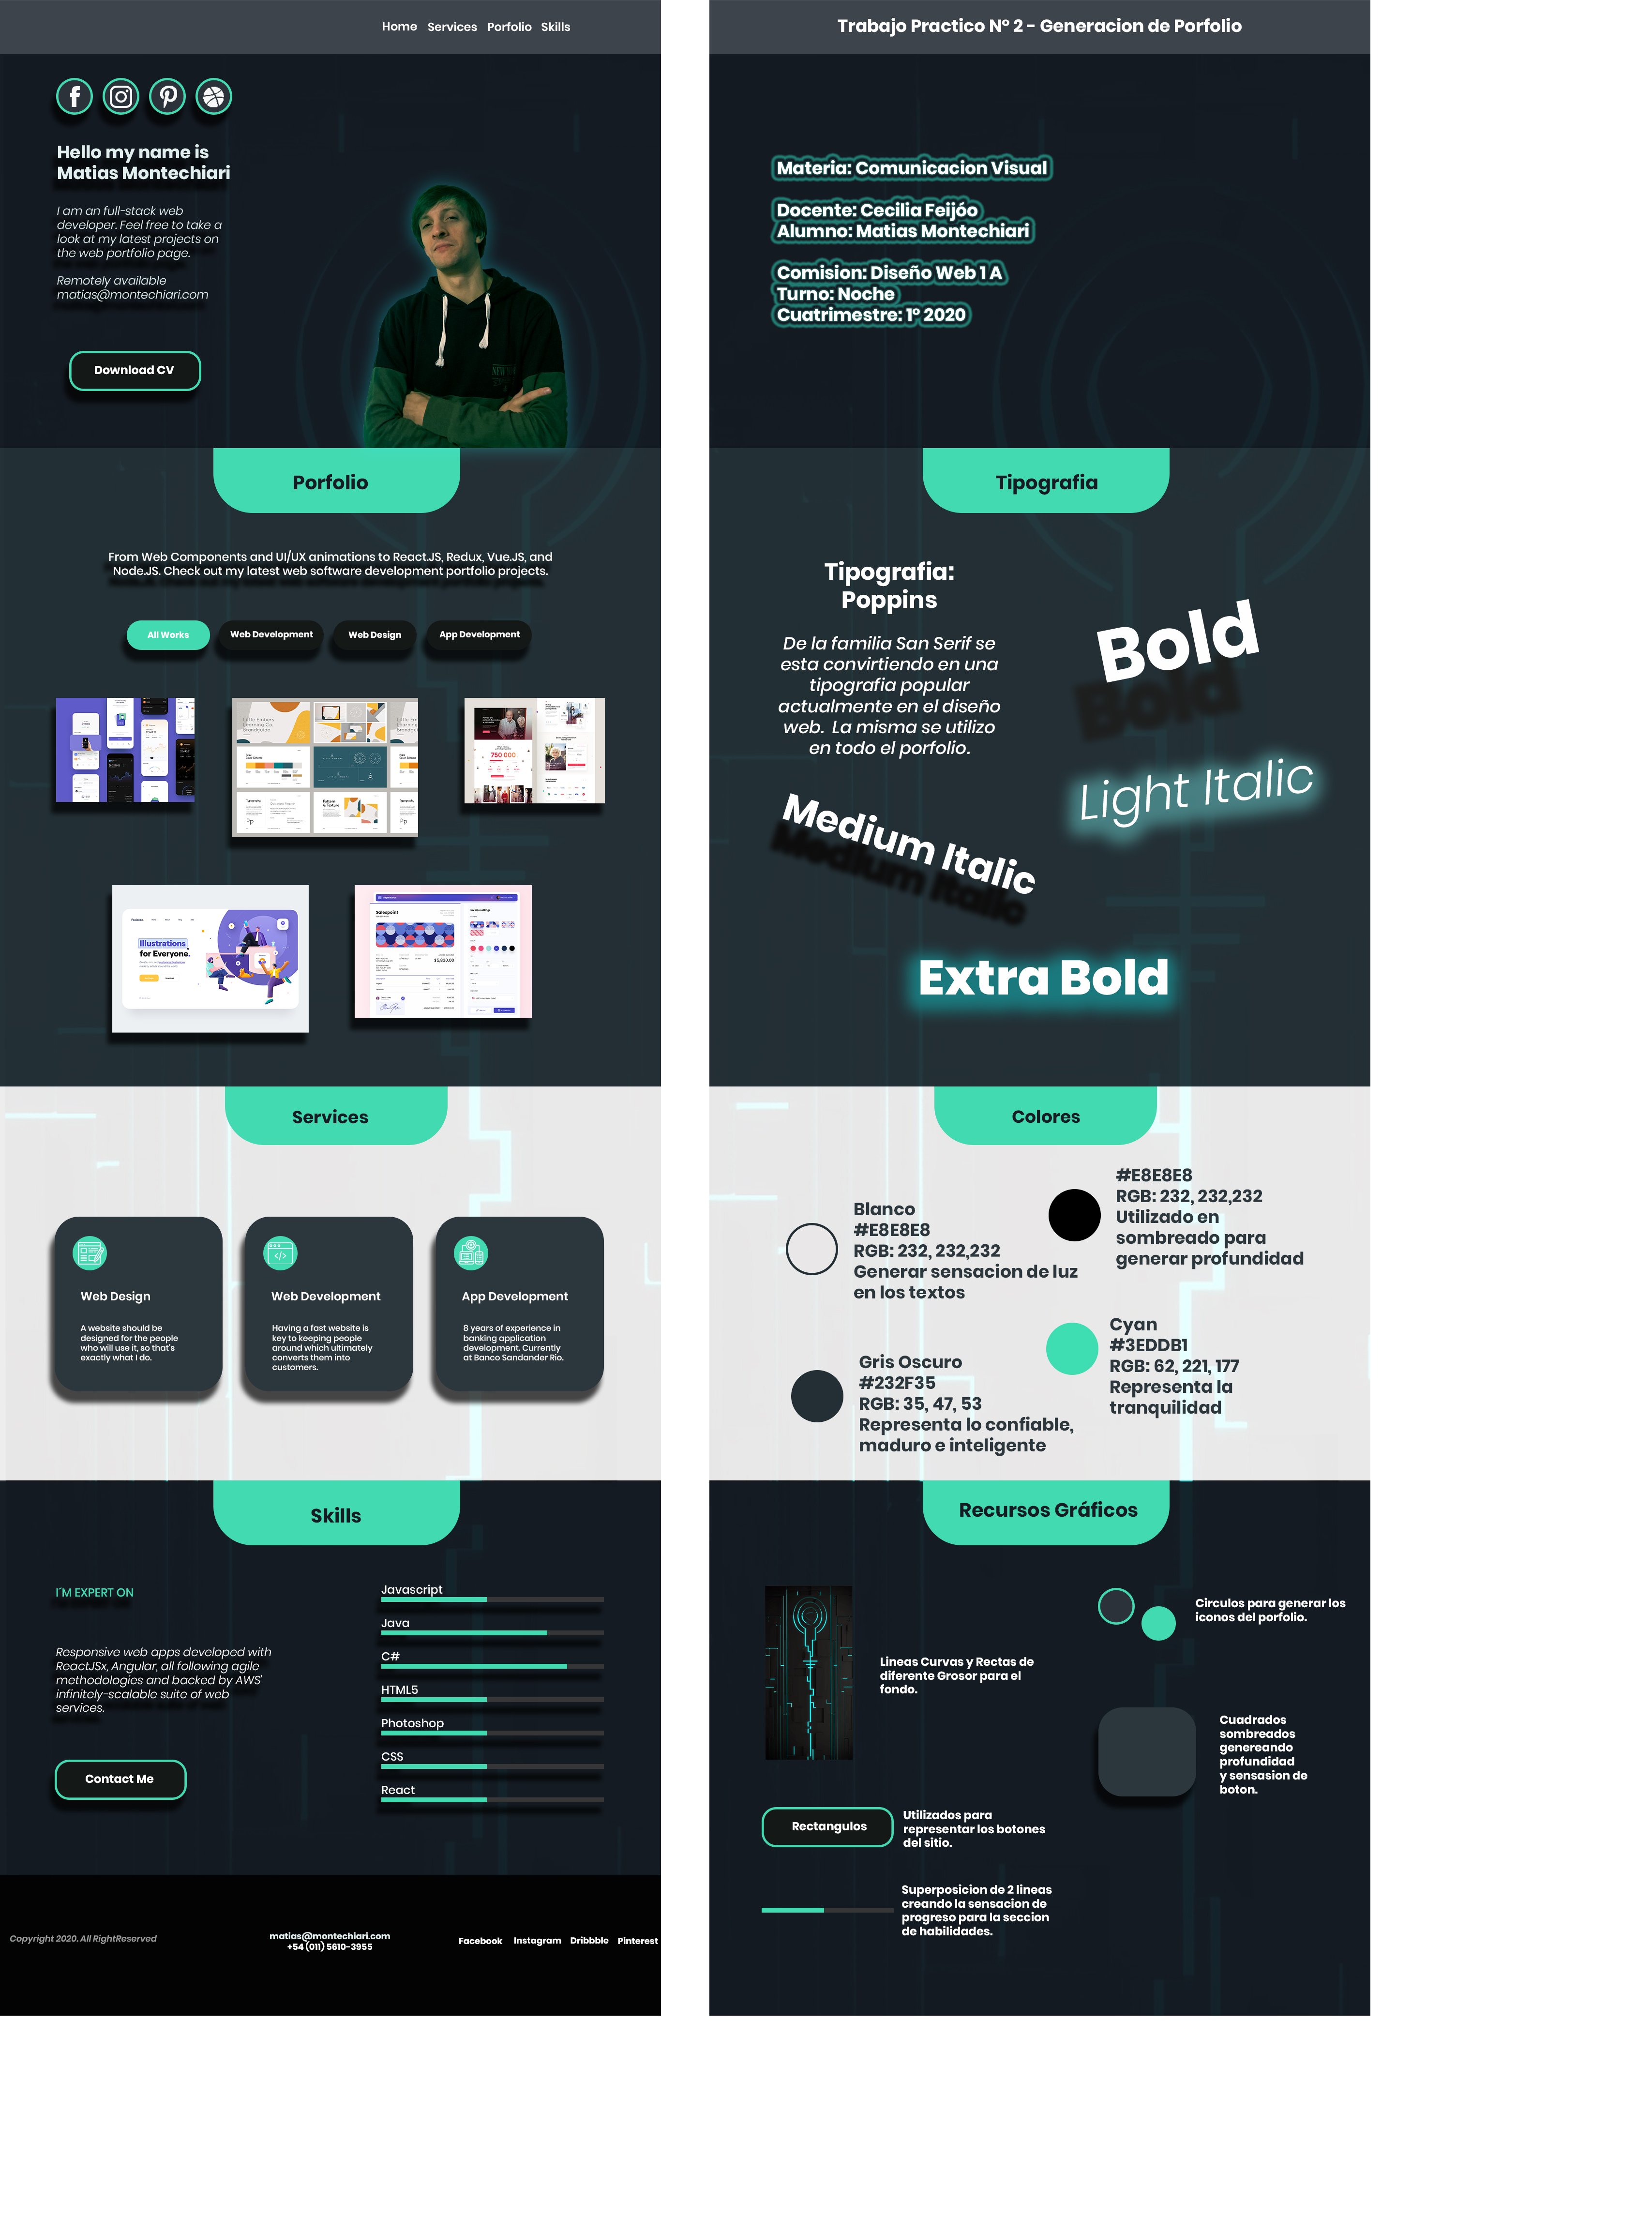 Home Services Porfolio Skills
Hello my name is
Matias Montechiari
I am an full-stack web
developer. Feel free to take a
look at my latest projects on
the web portfolio page.
Remotely available
matias@montechiari.com
Download CV
Porfolio
From Web Components and UI/UX animations to React.JS, Redux, Vue.JS, and
Node.JS. Check out my latest web software development portfolio projects.
All Works Web Development Web Design App Development
Little Embers
Learning Co.
Brandguide
750 000
Pattern
& Texture
Pp
Illustrations
for Everyone.
Salespoint
$5,830.00
Services
Web Design
A website should be
designed for the people
who will use it, so that's
exactly what I do.
Web Development
Having a fast website is
key to keeping people
around which ultimately
converts them into
customers.
App Development
8 years of experience in
banking application
development. Currently
at Banco Sandander Rio.
Skills
I´M EXPERT ON
Responsive web apps developed with
ReactJSx, Angular, all following agile
methodologies and backed by AWS'
infinitely-scalable suite of web
services.
Contact Me
Javascript
Java
C#
HTML5
Photoshop
CSS
React
Copyright 2020. All RightReserved
matias@montechiari.com
+54 (011) 5610-3955
Facebook Instagram Dribbble Pinterest
Trabajo Practico N° 2 - Generacion de Porfolio
Materia: Comunicacion Visual
Docente: Cecilia Feijóo
Alumno: Matias Montechiari
Comision: Diseño Web 1 A
Turno: Noche
Cuatrimestre: 1° 2020
Tipografia
Tipografia:
Poppins
De la familia San Serif se
esta convirtiendo en una
tipografia popular
actualmente en el diseño
web. La misma se utilizo
en todo el porfolio.
Bold
Light Italic
Medium Italic
Extra Bold
Colores
Blanco
#E8E8E8
RGB: 232, 232,232
Generar sensacion de luz
en los textos
#E8E8E8
RGB: 232, 232,232
Utilizado en
sombreado para
generar profundidad
Gris Oscuro
#232F35
RGB: 35, 47, 53
Representa lo confiable,
maduro e inteligente
Cyan
#3EDDB1
RGB: 62, 221, 177
Representa la
tranquilidad
Recursos Gráficos
Lineas Curvas y Rectas de
diferente Grosor para el
fondo.
Circulos para generar los
iconos del porfolio.
Cuadrados
sombreados
genereando
profundidad
y sensasion de
boton.
Rectangulos
Utilizados para
representar los botones
del sitio.
Superposicion de 2 lineas
creando la sensacion de
progreso para la seccion
de habilidades.